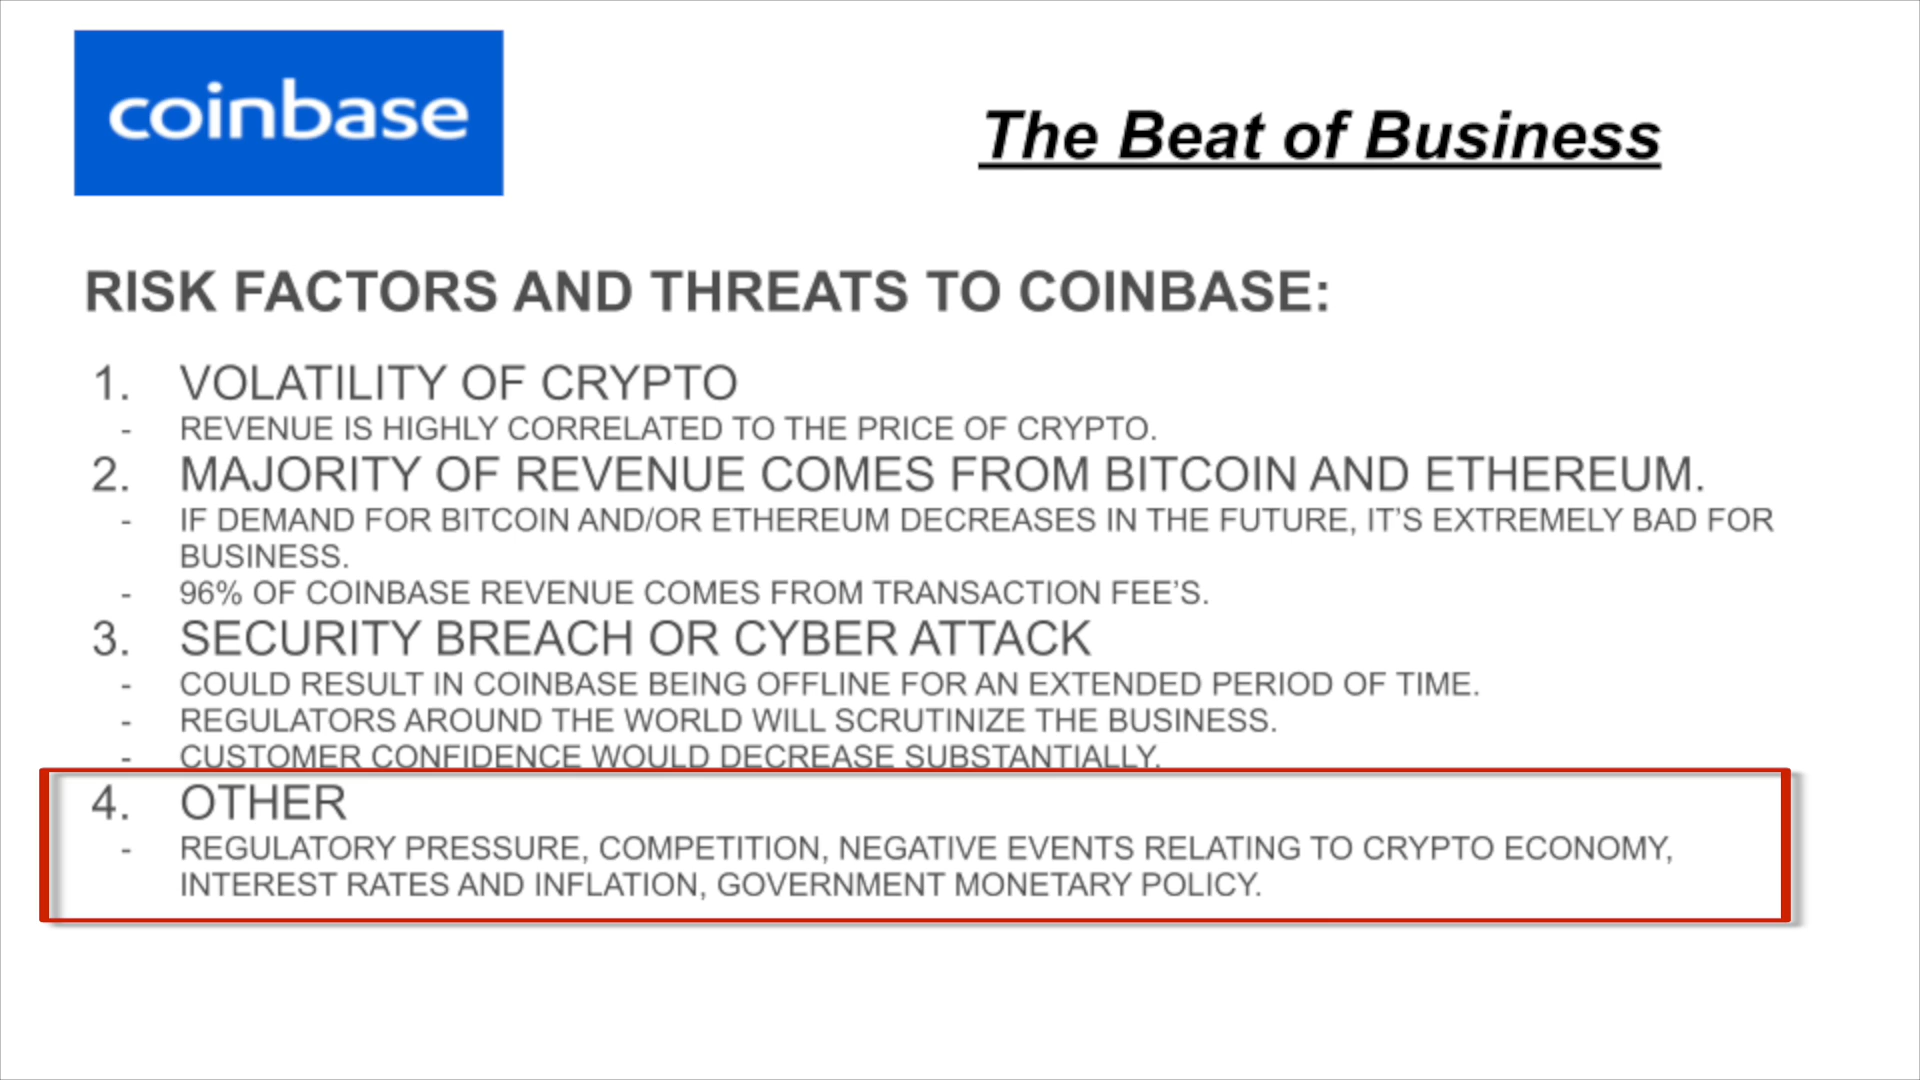 coinbase
The Beat of Business
RISK FACTORS AND THREATS TO COINBASE:
1. VOLATILITY OF CRYPTO
- REVENUE IS HIGHLY CORRELATED TO THE PRICE OF CRYPTO.
2. MAJORITY OF REVENUE COMES FROM BITCOIN AND ETHEREUM.
- IF DEMAND FOR BITCOIN AND/OR ETHEREUM DECREASES IN THE FUTURE, IT'S EXTREMELY BAD FOR
BUSINESS.
- 96% OF COINBASE REVENUE COMES FROM TRANSACTION FEE'S.
3. SECURITY BREACH OR CYBER ATTACK
- COULD RESULT IN COINBASE BEING OFFLINE FOR AN EXTENDED PERIOD OF TIME.
- REGULATORS AROUND THE WORLD WILL SCRUTINIZE THE BUSINESS.
- CUSTOMER CONFIDENCE WOULD DECREASE SUBSTANTIALLY.
4. OTHER
- REGULATORY PRESSURE, COMPETITION, NEGATIVE EVENTS RELATING TO CRYPTO ECONOMY,
INTEREST RATES AND INFLATION, GOVERNMENT MONETARY POLICY.